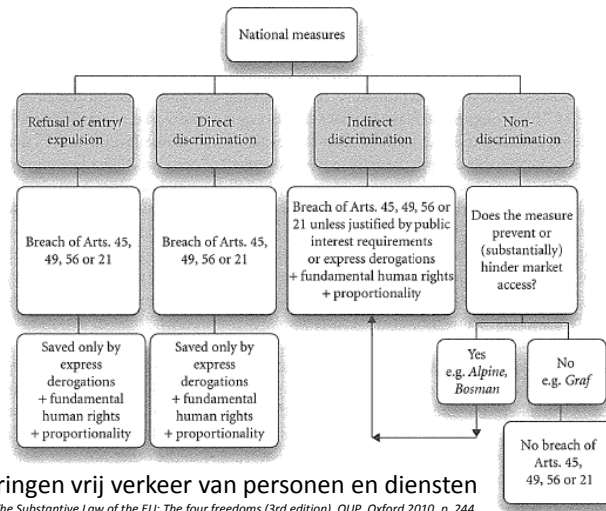 National measures
Refusal of entry/
expulsion
Direct
discrimination
Indirect
discrimination
Non-
discrimination
Breach of Arts. 45,
49, 56 or 21
Breach of Arts. 45,
49, 56 or 21
Breach of Arts. 45, 49, 56 or
21 unless justified by public
interest requirements
or express derogations
+ fundamental human rights
+ proportionality
Does the measure
prevent or
(substantially)
hinder market
access?
Saved only by
express
derogations
+ fundamental
human rights
+ proportionality
Saved only by
express
derogations
+ fundamental
human rights
+ proportionality
Yes
e.g. Alpine,
Bosman
No
e.g. Graf
No breach of
Arts. 45,
49, 56 or 21
ringen vrij verkeer van personen en diensten
The Substantive Law of the EU: The four freedoms (3rd edition), OUP, Oxford 2010, p. 244